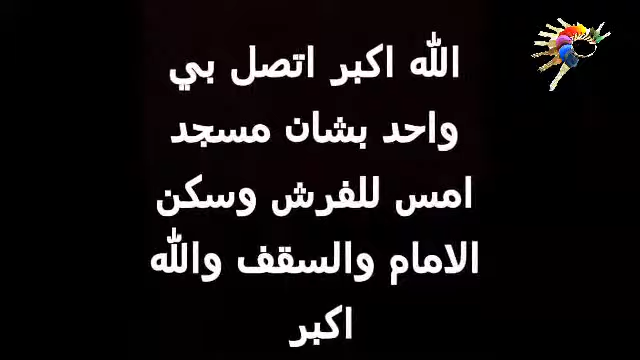 الله اكبر اتصل بي
واحد بشان مسجد
امس للفرش وسكن
الامام والسقف والله
اكبر